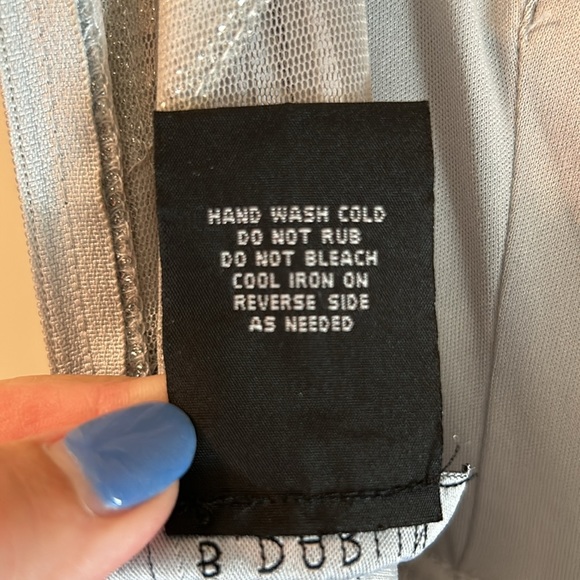 HAND WASH COLD
DO NOT RUB
DO NOT BLEACH
COOL IRON ON
REVERSE SIDE
AS NEEDED
B